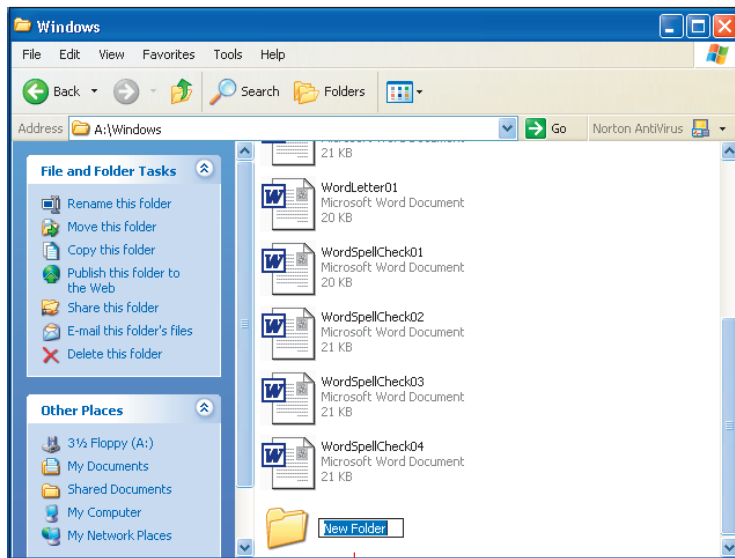 Windows
File Edit View Favorites Tools Help
Back Search Folders
Address A:\Windows Go Norton AntiVirus
File and Folder Tasks
Rename this folder
Move this folder
Copy this folder
Publish this folder to
the Web
Share this folder
E-mail this folder's files
Delete this folder
Other Places
3½ Floppy (A:)
My Documents
Shared Documents
My Computer
My Network Places
Microsoft Word Document
21 KB
WordLetter01
Microsoft Word Document
20 KB
WordSpellCheck01
Microsoft Word Document
20 KB
WordSpellCheck02
Microsoft Word Document
21 KB
WordSpellCheck03
Microsoft Word Document
21 KB
WordSpellCheck04
Microsoft Word Document
21 KB
New Folder